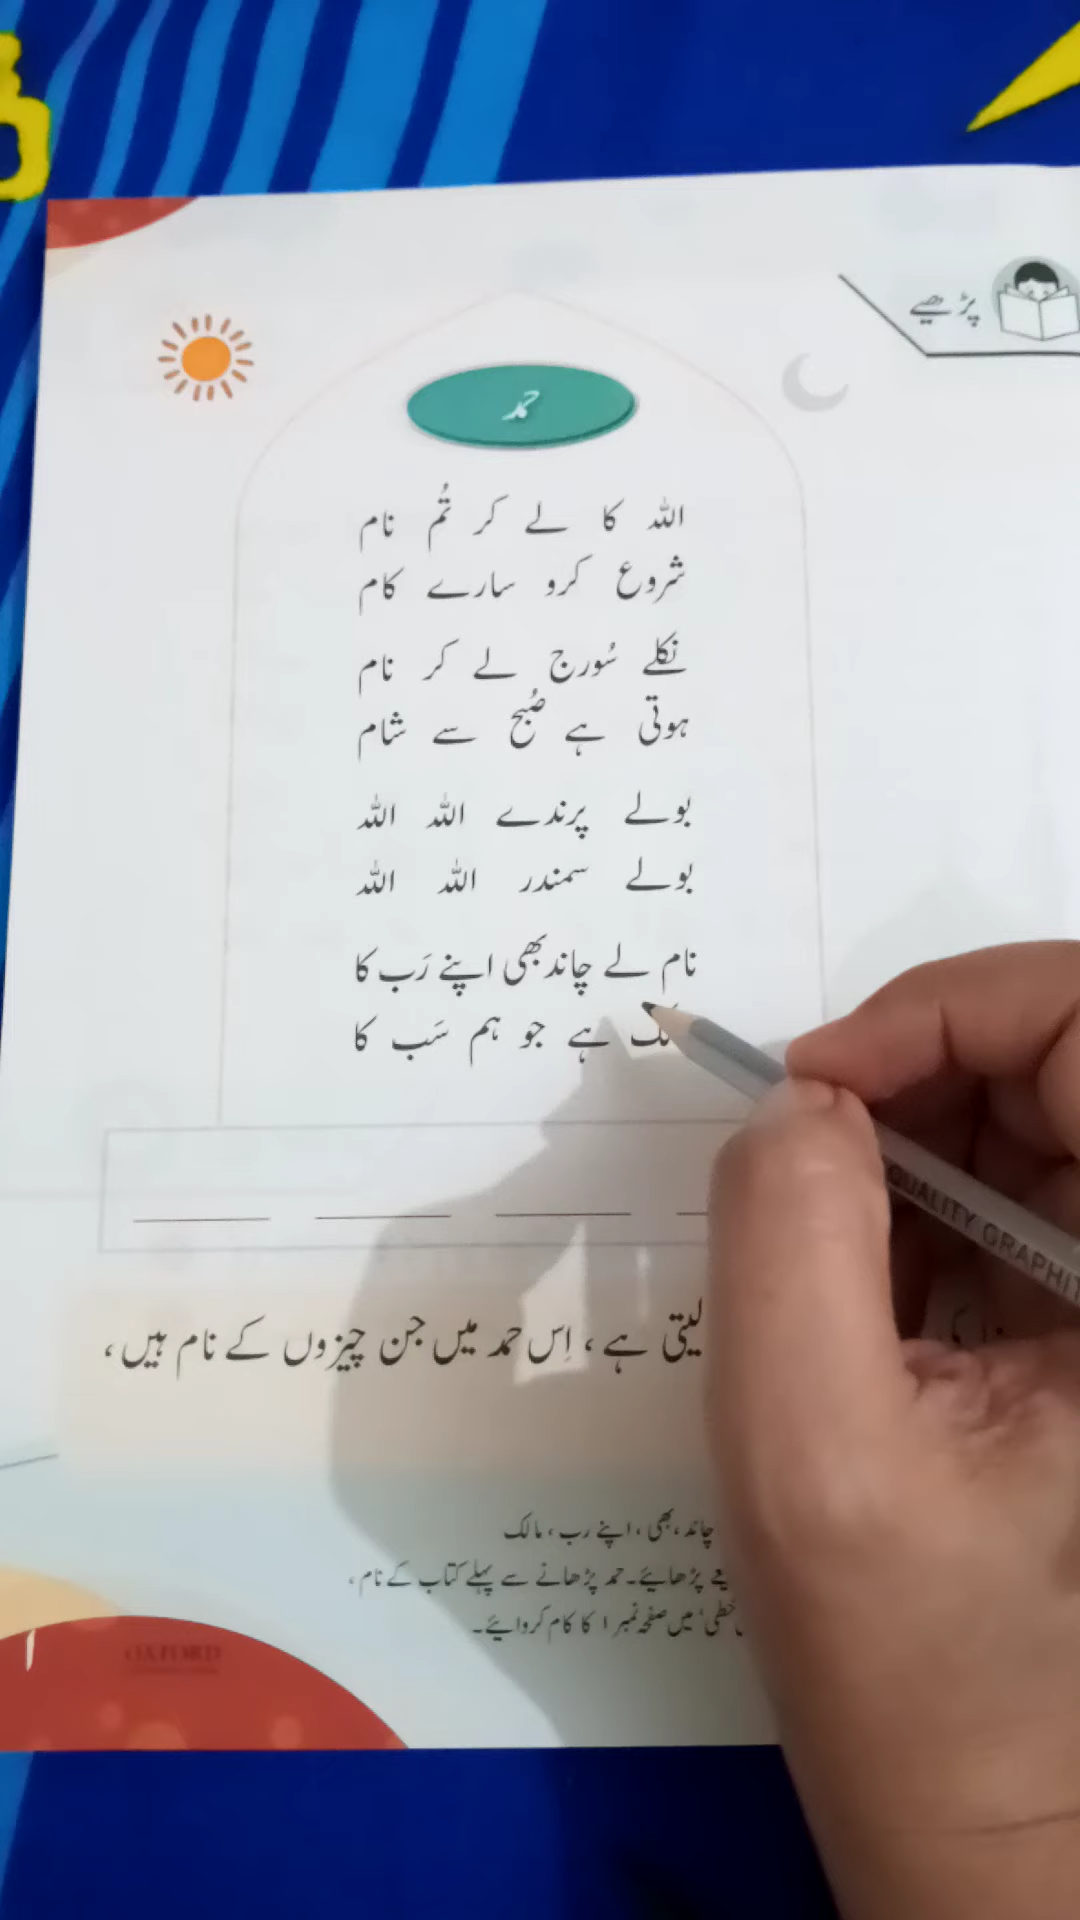 پڑھیے
حمد
اللہ کا لے کر تُم نام
شروع کرو سارے کام
نکلے سُورج لے کر نام
ہوتی ہے صُبح سے شام
بولے پرندے اللہ اللہ
بولے سمندر اللہ اللہ
نام لے چاند بھی اپنے رَب کا
ہے جو ہم سَب کا
لیتی ہے، اِس حمد میں جن چیزوں کے نام ہیں،
چاند، بھی، اپنے رب، مالک
پڑھائیے۔ حمد پڑھانے سے پہلے کتاب کے نام،
میں صفحہ نمبر ۱ کا کام کروائیے۔
OXFORD
QUALITY GRAPHIT